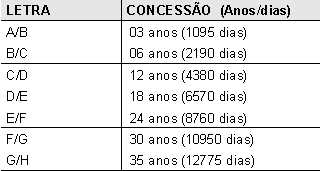 LETRA CONCESSÃO (Anos/dias)
A/B 03 anos (1095 dias)
B/C 06 anos (2190 dias)
C/D 12 anos (4380 dias)
D/E 18 anos (6570 dias)
E/F 24 anos (8760 dias)
F/G 30 anos (10950 dias)
G/H 35 anos (12775 dias)